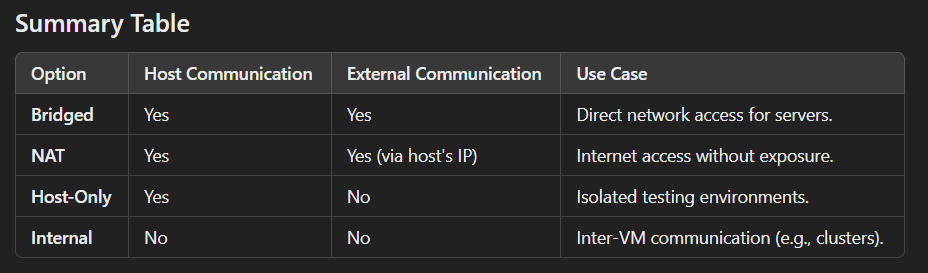 Summary Table
Option Host Communication External Communication Use Case
Bridged Yes Yes Direct network access for servers.
NAT Yes Yes (via host's IP) Internet access without exposure.
Host-Only Yes No Isolated testing environments.
Internal No No Inter-VM communication (e.g., clusters).